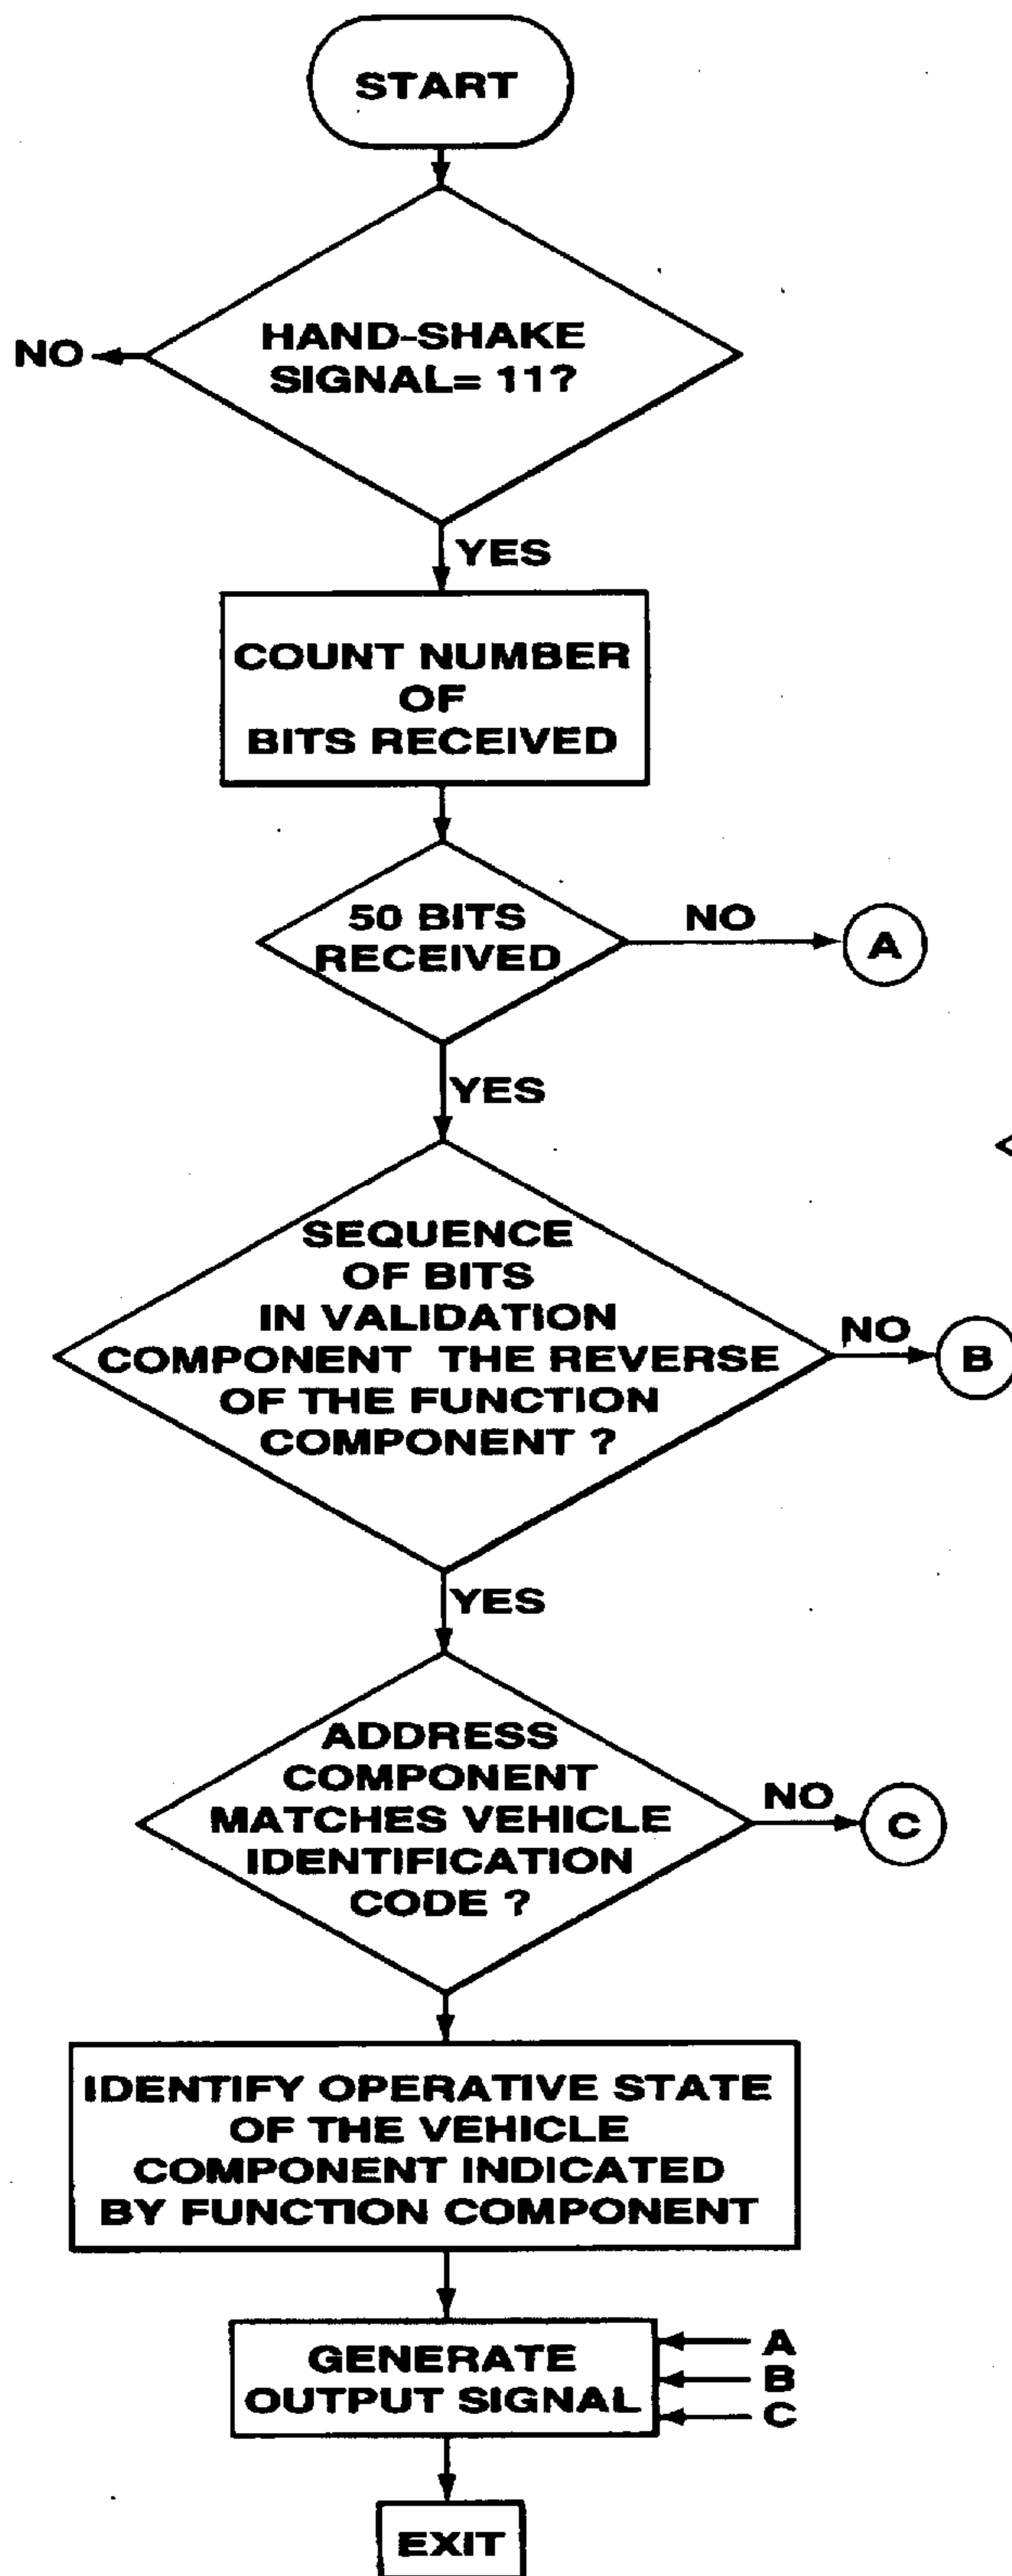 START
HAND-SHAKE
SIGNAL= 11?
NO
YES
COUNT NUMBER
OF
BITS RECEIVED
50 BITS
RECEIVED
NO
A
YES
SEQUENCE
OF BITS
IN VALIDATION
COMPONENT THE REVERSE
OF THE FUNCTION
COMPONENT ?
NO
B
YES
ADDRESS
COMPONENT
MATCHES VEHICLE
IDENTIFICATION
CODE ?
NO
C
IDENTIFY OPERATIVE STATE
OF THE VEHICLE
COMPONENT INDICATED
BY FUNCTION COMPONENT
GENERATE
OUTPUT SIGNAL
A
B
C
EXIT